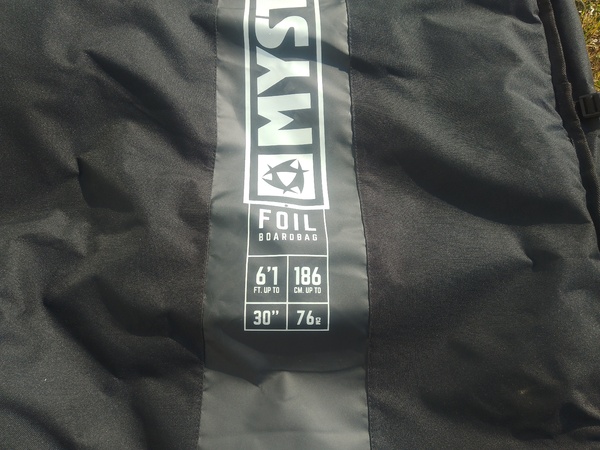 MYST
FOIL
BOARDBAG
6'1 186
FT. UP TO CM. UP TO
30" 76